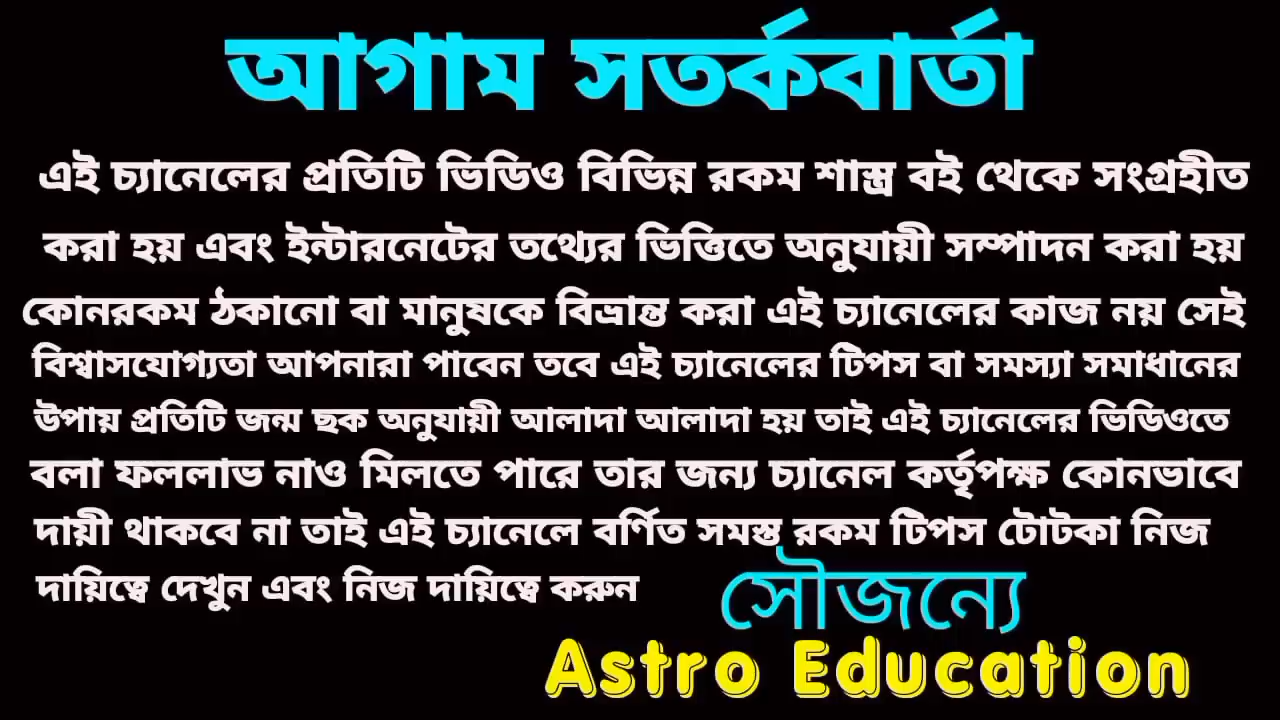 আগাম সতর্কবার্তা
এই চ্যানেলের প্রতিটি ভিডিও বিভিন্ন রকম শাস্ত্র বই থেকে সংগ্রহীত
করা হয় এবং ইন্টারনেটের তথ্যের ভিত্তিতে অনুযায়ী সম্পাদন করা হয়
কোনরকম ঠকানো বা মানুষকে বিভ্রান্ত করা এই চ্যানেলের কাজ নয় সেই
বিশ্বাসযোগ্যতা আপনারা পাবেন তবে এই চ্যানেলের টিপস বা সমস্যা সমাধানের
উপায় প্রতিটি জন্ম ছক অনুযায়ী আলাদা আলাদা হয় তাই এই চ্যানেলের ভিডিওতে
বলা ফললাভ নাও মিলতে পারে তার জন্য চ্যানেল কর্তৃপক্ষ কোনভাবে
দায়ী থাকবে না তাই এই চ্যানেলে বর্ণিত সমস্ত রকম টিপস টোটকা নিজ
দায়িত্বে দেখুন এবং নিজ দায়িত্বে করুন
সৌজন্যে
Astro Education